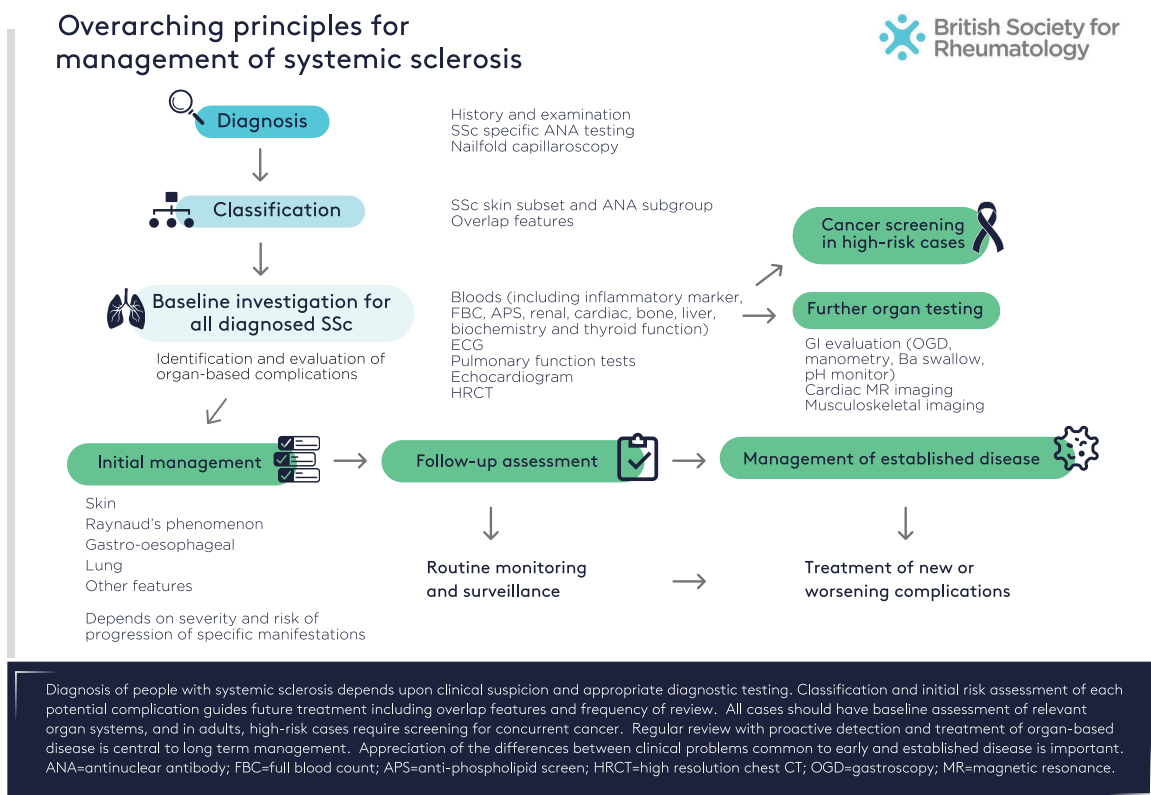 Overarching principles for
management of systemic sclerosis
British Society for
Rheumatology
Diagnosis
History and examination
SSc specific ANA testing
Nailfold capillaroscopy
Classification
SSc skin subset and ANA subgroup
Overlap features
Cancer screening
in high-risk cases
Baseline investigation for
all diagnosed SSc
Identification and evaluation of
organ-based complications
Bloods (including inflammatory marker,
FBC, APS, renal, cardiac, bone, liver,
biochemistry and thyroid function)
ECG
Pulmonary function tests
Echocardiogram
HRCT
Further organ testing
GI evaluation (OGD,
manometry, Ba swallow,
pH monitor)
Cardiac MR imaging
Musculoskeletal imaging
Initial management
Skin
Raynaud's phenomenon
Gastro-oesophageal
Lung
Other features
Depends on severity and risk of
progression of specific manifestations
Follow-up assessment
Routine monitoring
and surveillance
Management of established disease
Treatment of new or
worsening complications
Diagnosis of people with systemic sclerosis depends upon clinical suspicion and appropriate diagnostic testing. Classification and initial risk assessment of each
potential complication guides future treatment including overlap features and frequency of review. All cases should have baseline assessment of relevant
organ systems, and in adults, high-risk cases require screening for concurrent cancer. Regular review with proactive detection and treatment of organ-based
disease is central to long term management. Appreciation of the differences between clinical problems common to early and established disease is important.
ANA=antinuclear antibody; FBC=full blood count; APS=anti-phospholipid screen; HRCT=high resolution chest CT; OGD=gastroscopy; MR=magnetic resonance.